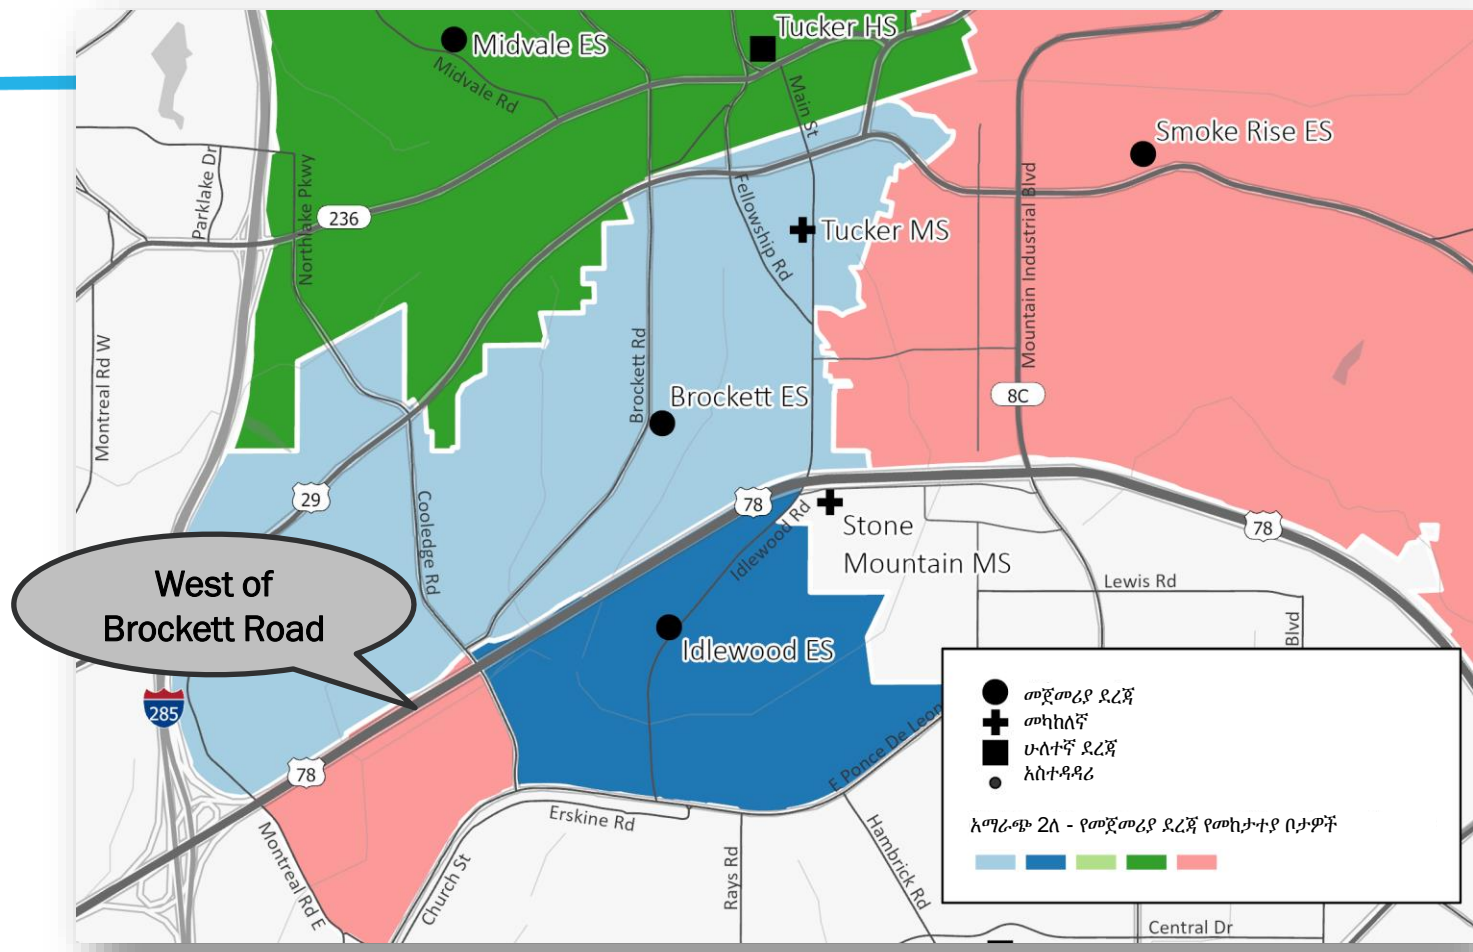 Tucker HS
Midvale ES
Midvale Rd
Main St
Smoke Rise ES
Parklake Dr
Northlake Pkwy
236
Fellowship Rd
Tucker MS
Mountain Industrial Blvd
Montreal Rd W
Brockett Rd
Brockett ES
8C
29
Cooledge Rd
78
Idlewood Rd
Stone
Mountain MS
78
West of
Brockett Road
Lewis Rd
Blvd
Idlewood ES
285
78
E Ponce De Leon
Erskine Rd
Montreal Rd E
Church St
Rays Rd
Hambrick Rd
Central Dr
መጀመሪያ ደረጃ
መካከለኛ
ሁለተኛ ደረጃ
አስተዳዳሪ
አማራጭ 2ለ - የመጀመሪያ ደረጃ የመከታተያ ቦታዎች